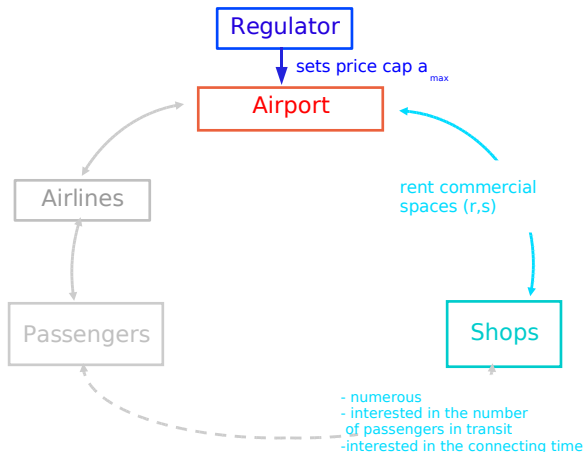 Regulator
sets price cap a_max
Airport
Airlines
rent commercial
spaces (r,s)
Passengers
Shops
- numerous
- interested in the number
of passengers in transit
-interested in the connecting time